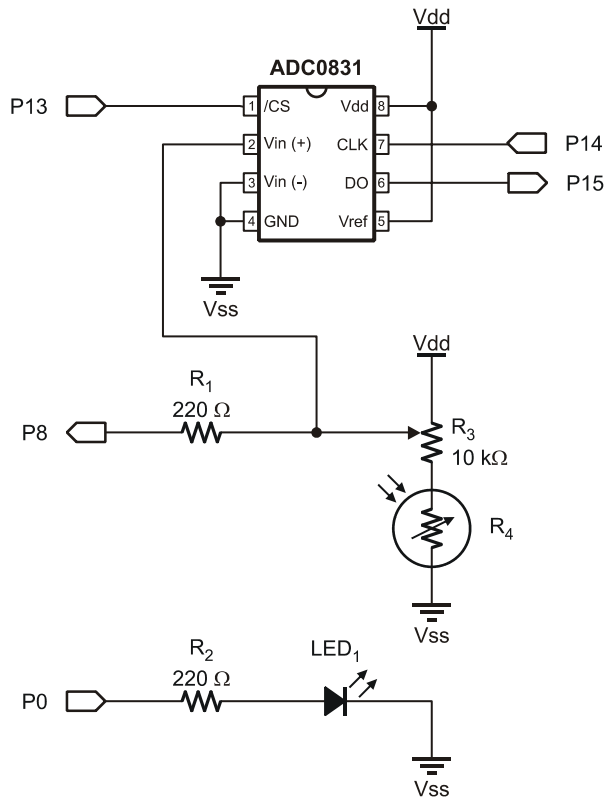 Vdd
ADC0831
P13
1 /CS Vdd 8
2 Vin (+) CLK 7
P14
3 Vin (-) DO 6
P15
4 GND Vref 5
Vss
Vdd
R1
220 Ω
P8
R3
10 kΩ
R4
Vss
R2
220 Ω
LED1
P0
Vss